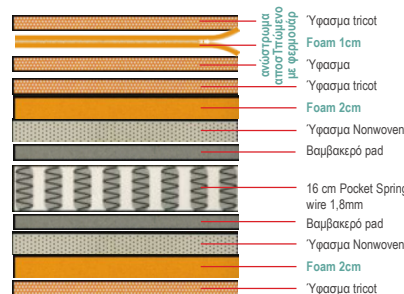 Ύφασμα tricot
Foam 1cm
Ύφασμα
ανώστρωμα
αποσΤπώμενο
με φερμουάρ
Ύφασμα tricot
Foam 2cm
Ύφασμα Nonwoven
Βαμβακερό pad
16 cm Pocket Spring
wire 1,8mm
Βαμβακερό pad
Ύφασμα Nonwoven
Foam 2cm
Ύφασμα tricot